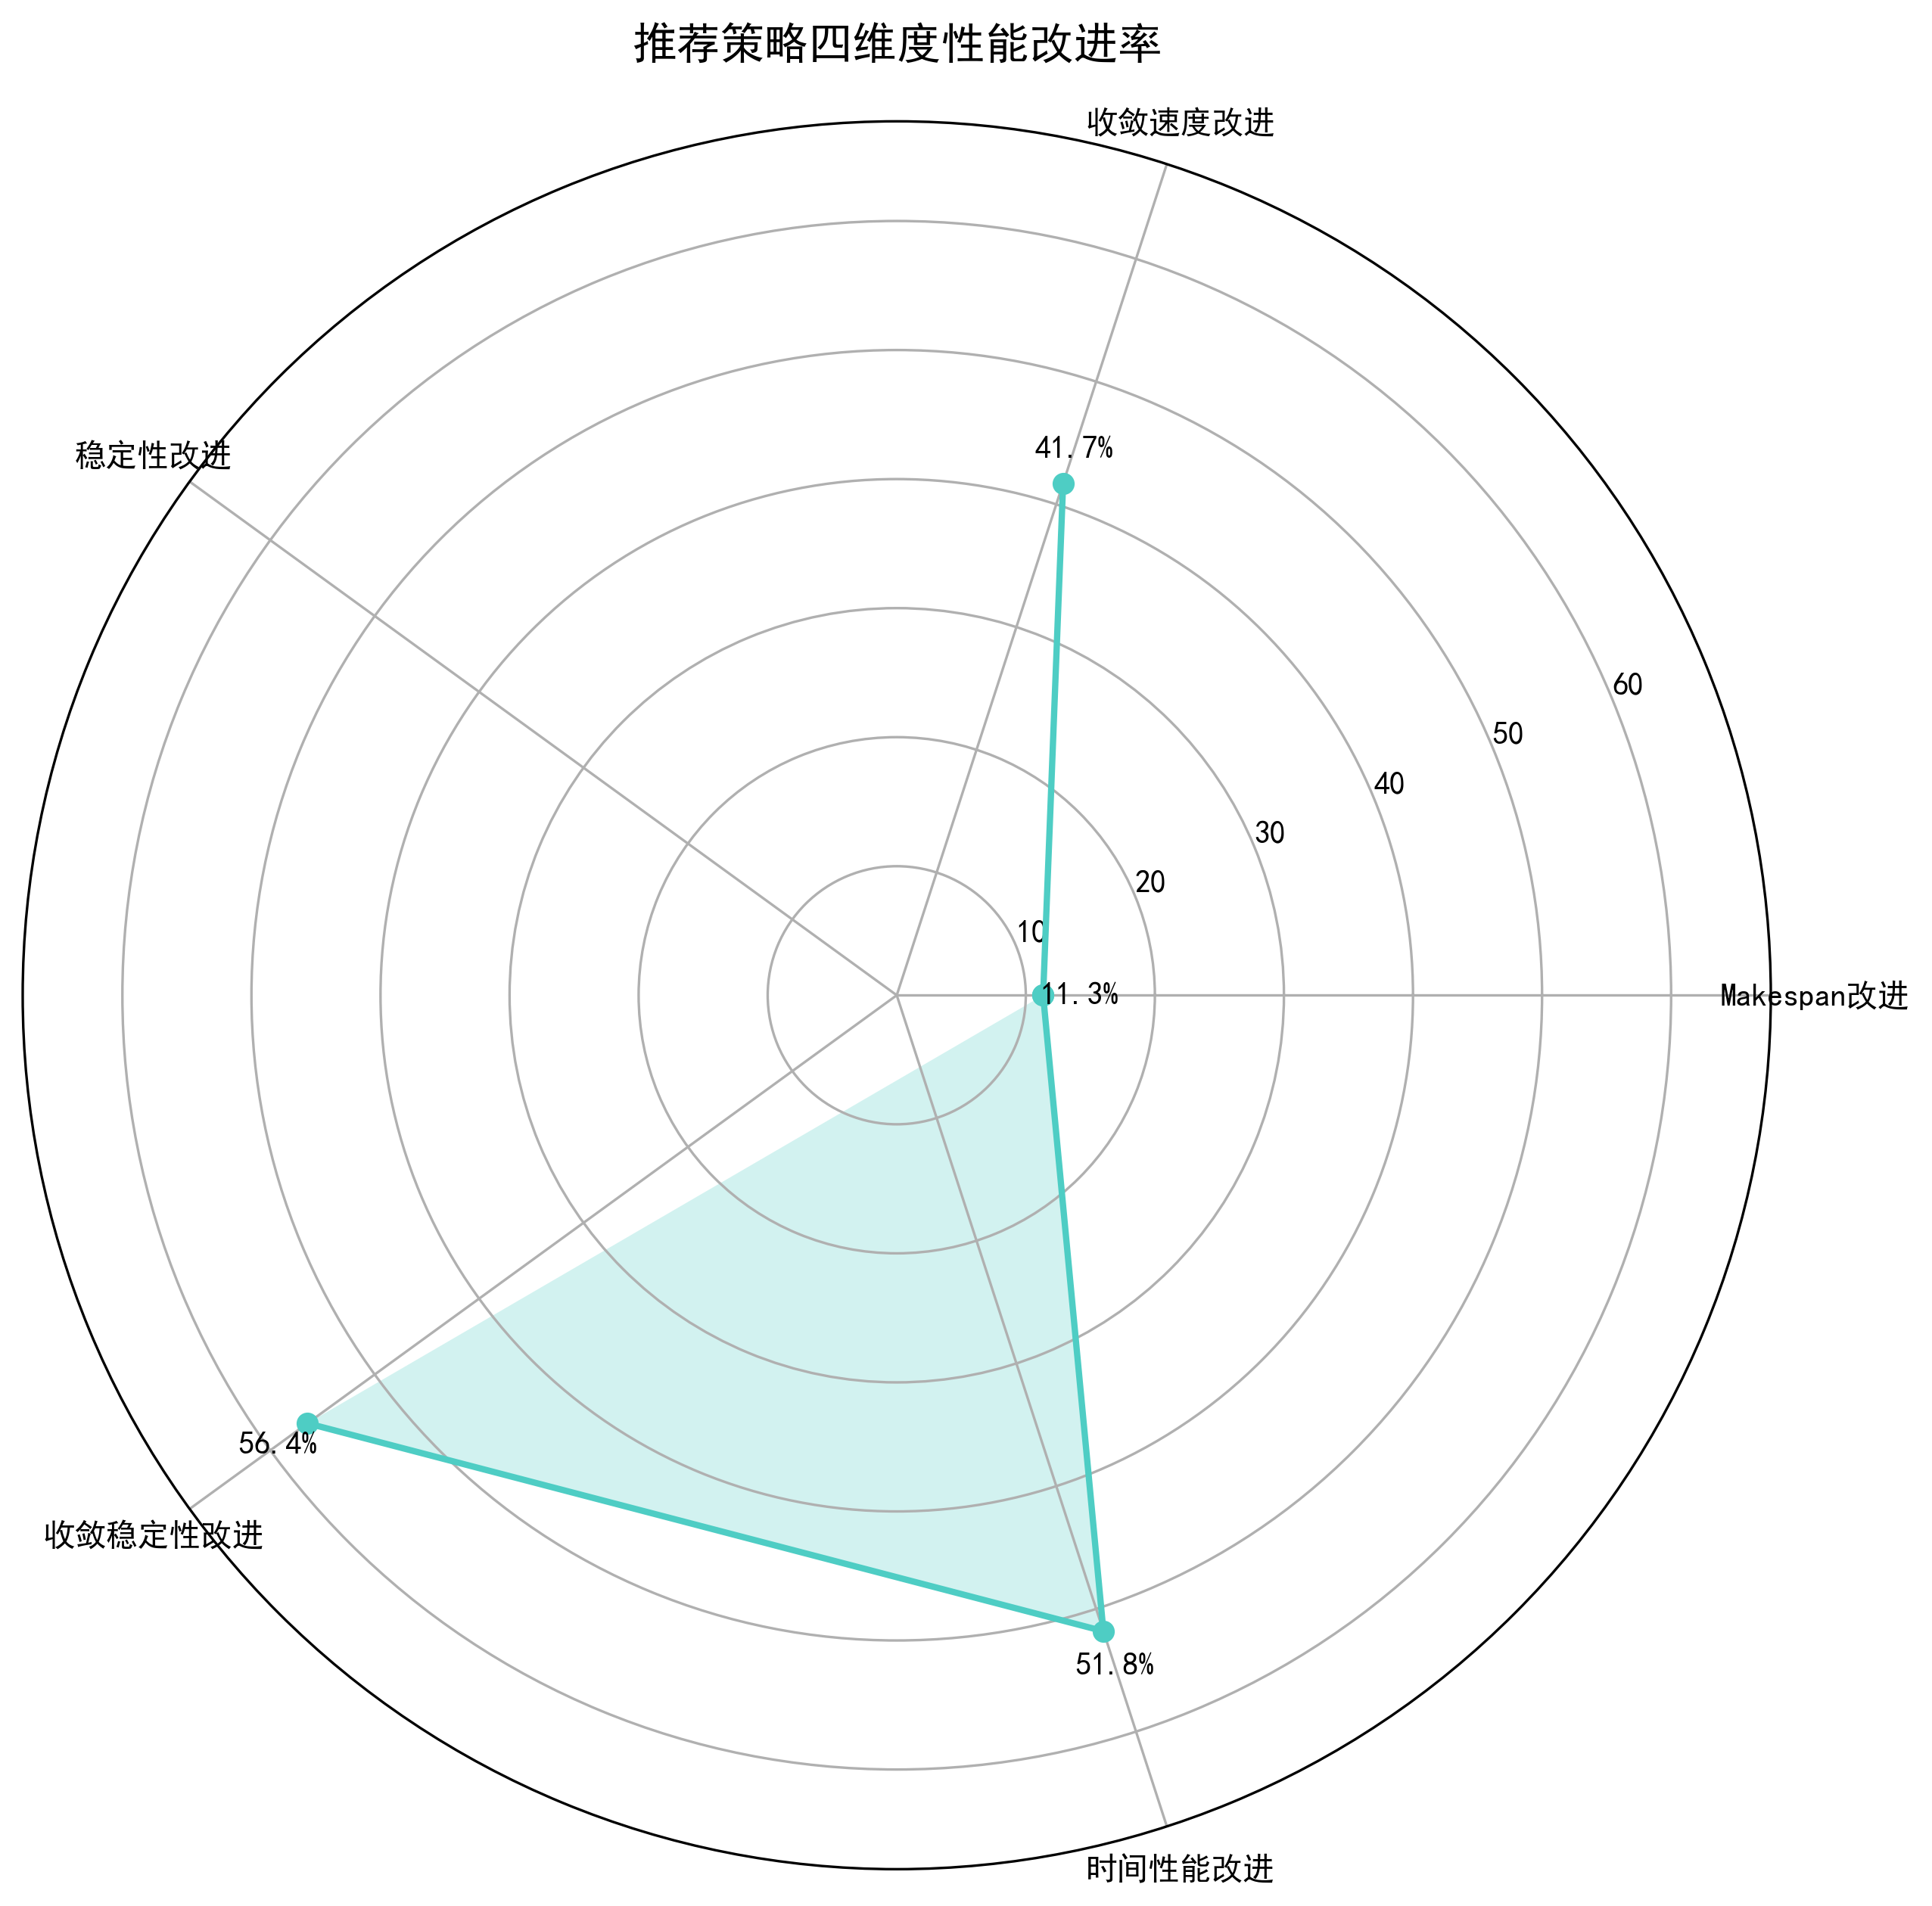 推荐策略四维度性能改进率
收敛速度改进
稳定性改进
41.7%
60
50
40
30
20
10
11.3%
Makespan改进
56.4%
收敛稳定性改进
51.8%
时间性能改进